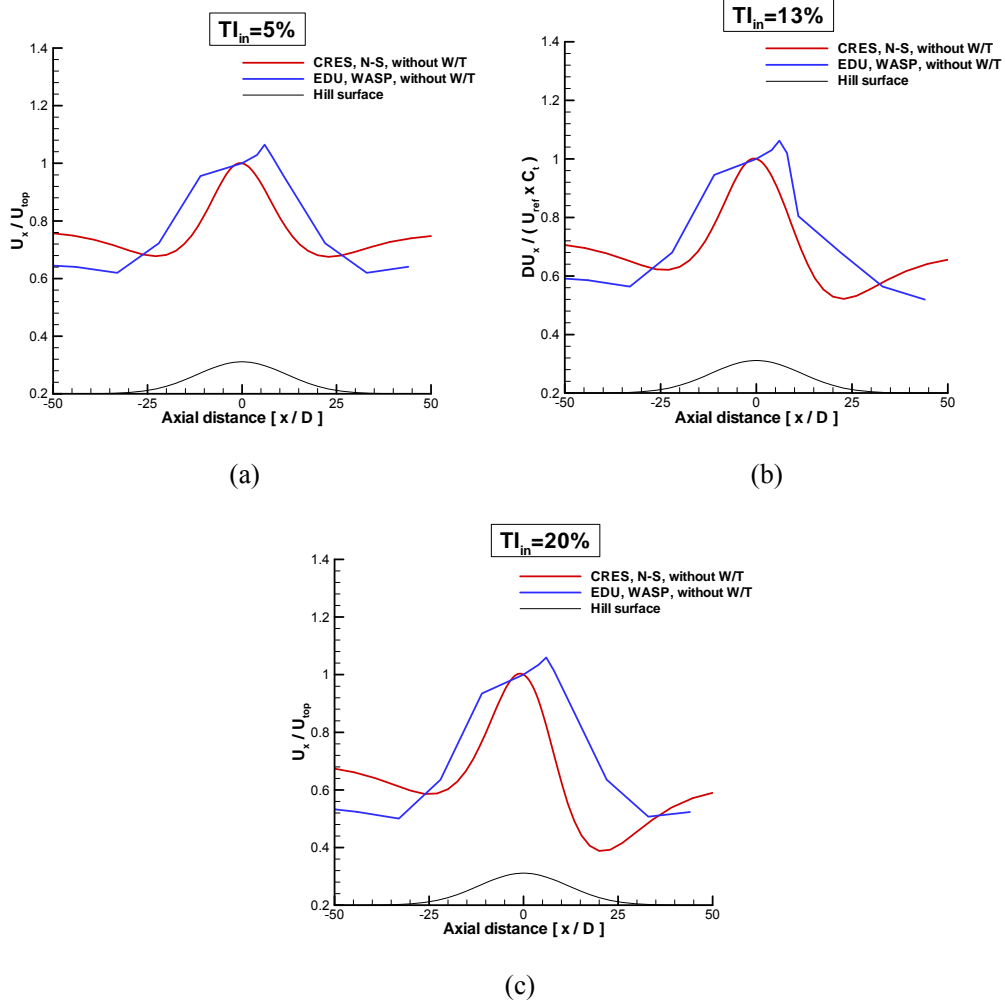 TI_in=5%
1.4
1.2
1
0.8
0.6
0.4
0.2
U_x / U_top
CRES, N-S, without W/T
EDU, WASP, without W/T
Hill surface
-50 -25 0 25 50
Axial distance [ x / D ]
(a)
TI_in=13%
1.4
1.2
1
0.8
0.6
0.4
0.2
DU_x / ( U_ref x C_t )
CRES, N-S, without W/T
EDU, WASP, without W/T
Hill surface
-50 -25 0 25 50
Axial distance [ x / D ]
(b)
TI_in=20%
1.4
1.2
1
0.8
0.6
0.4
0.2
U_x / U_top
CRES, N-S, without W/T
EDU, WASP, without W/T
Hill surface
-50 -25 0 25 50
Axial distance [ x / D ]
(c)